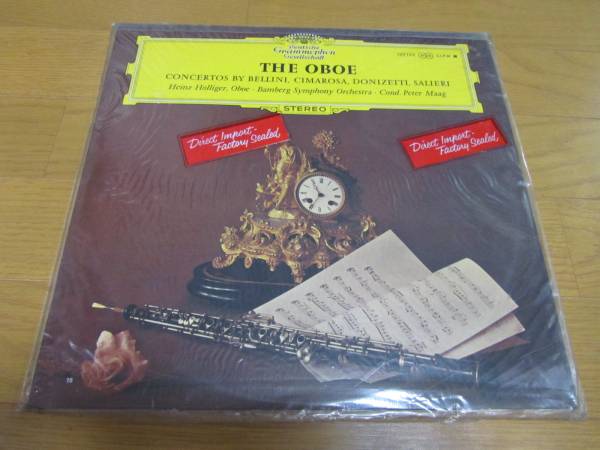 Deutsche
Grammophon
Gesellschaft
THE OBOE
CONCERTOS BY BELLINI, CIMAROSA, DONIZETTI, SALIERI
Heinz Holliger, Oboe · Bamberg Symphony Orchestra · Cond. Peter Maag
STEREO
Direct Import·
Factory Sealed
Direct Import·
Factory Sealed